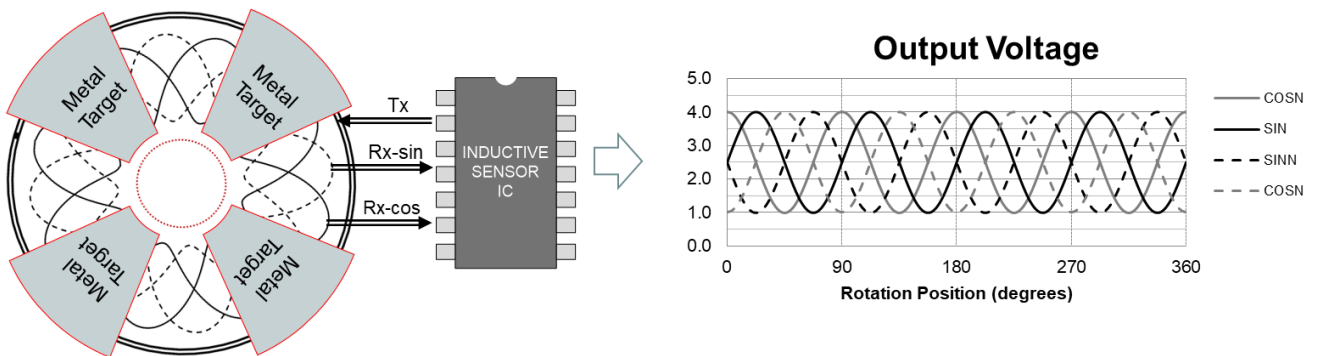 Metal
Target
Metal
Target
Metal
Target
Metal
Target
Tx
Rx-sin
Rx-cos
INDUCTIVE
SENSOR
IC
Output Voltage
5.0
4.0
3.0
2.0
1.0
0.0
0 90 180 270 360
Rotation Position (degrees)
COSN
SIN
SINN
COSN